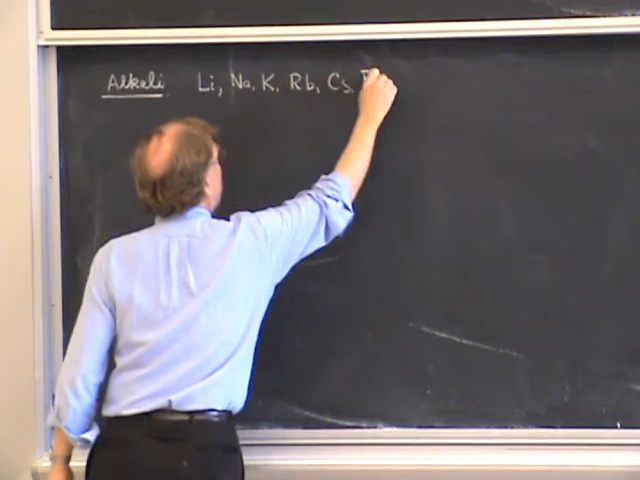 Alkali Li, Na, K, Rb, Cs,